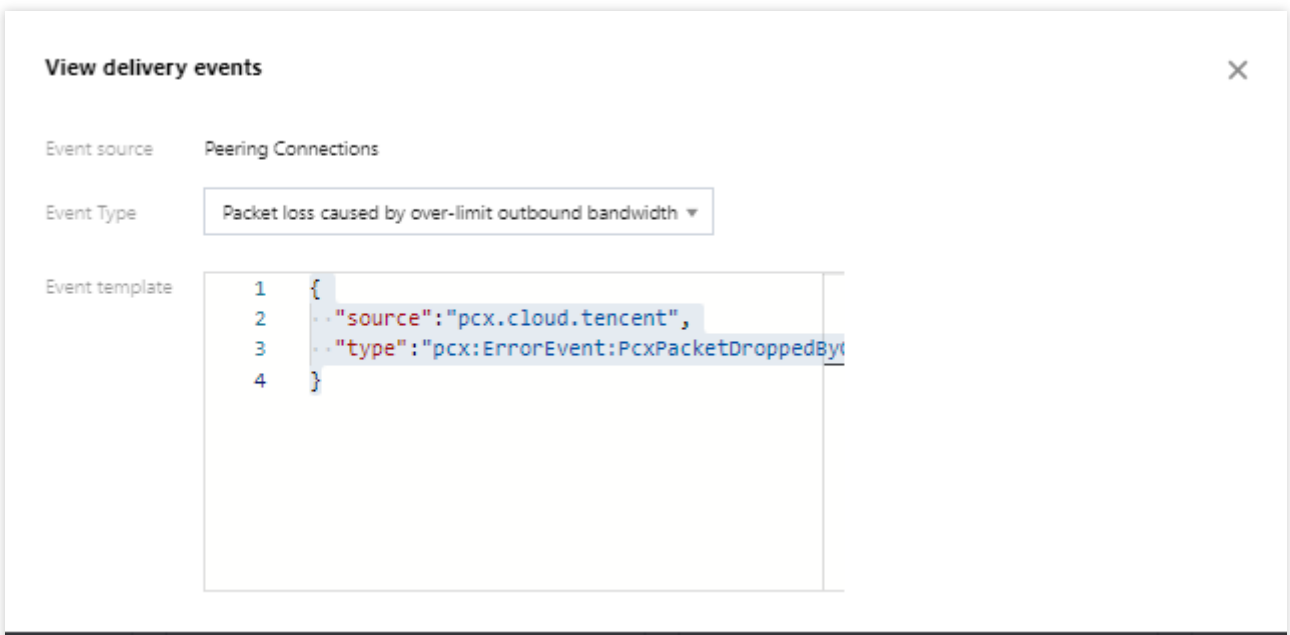 View delivery events
Event source Peering Connections
Event Type Packet loss caused by over-limit outbound bandwidth
Event template
1 {
2 "source":"pcx.cloud.tencent",
3 "type":"pcx:ErrorEvent:PcxPacketDroppedBy
4 }